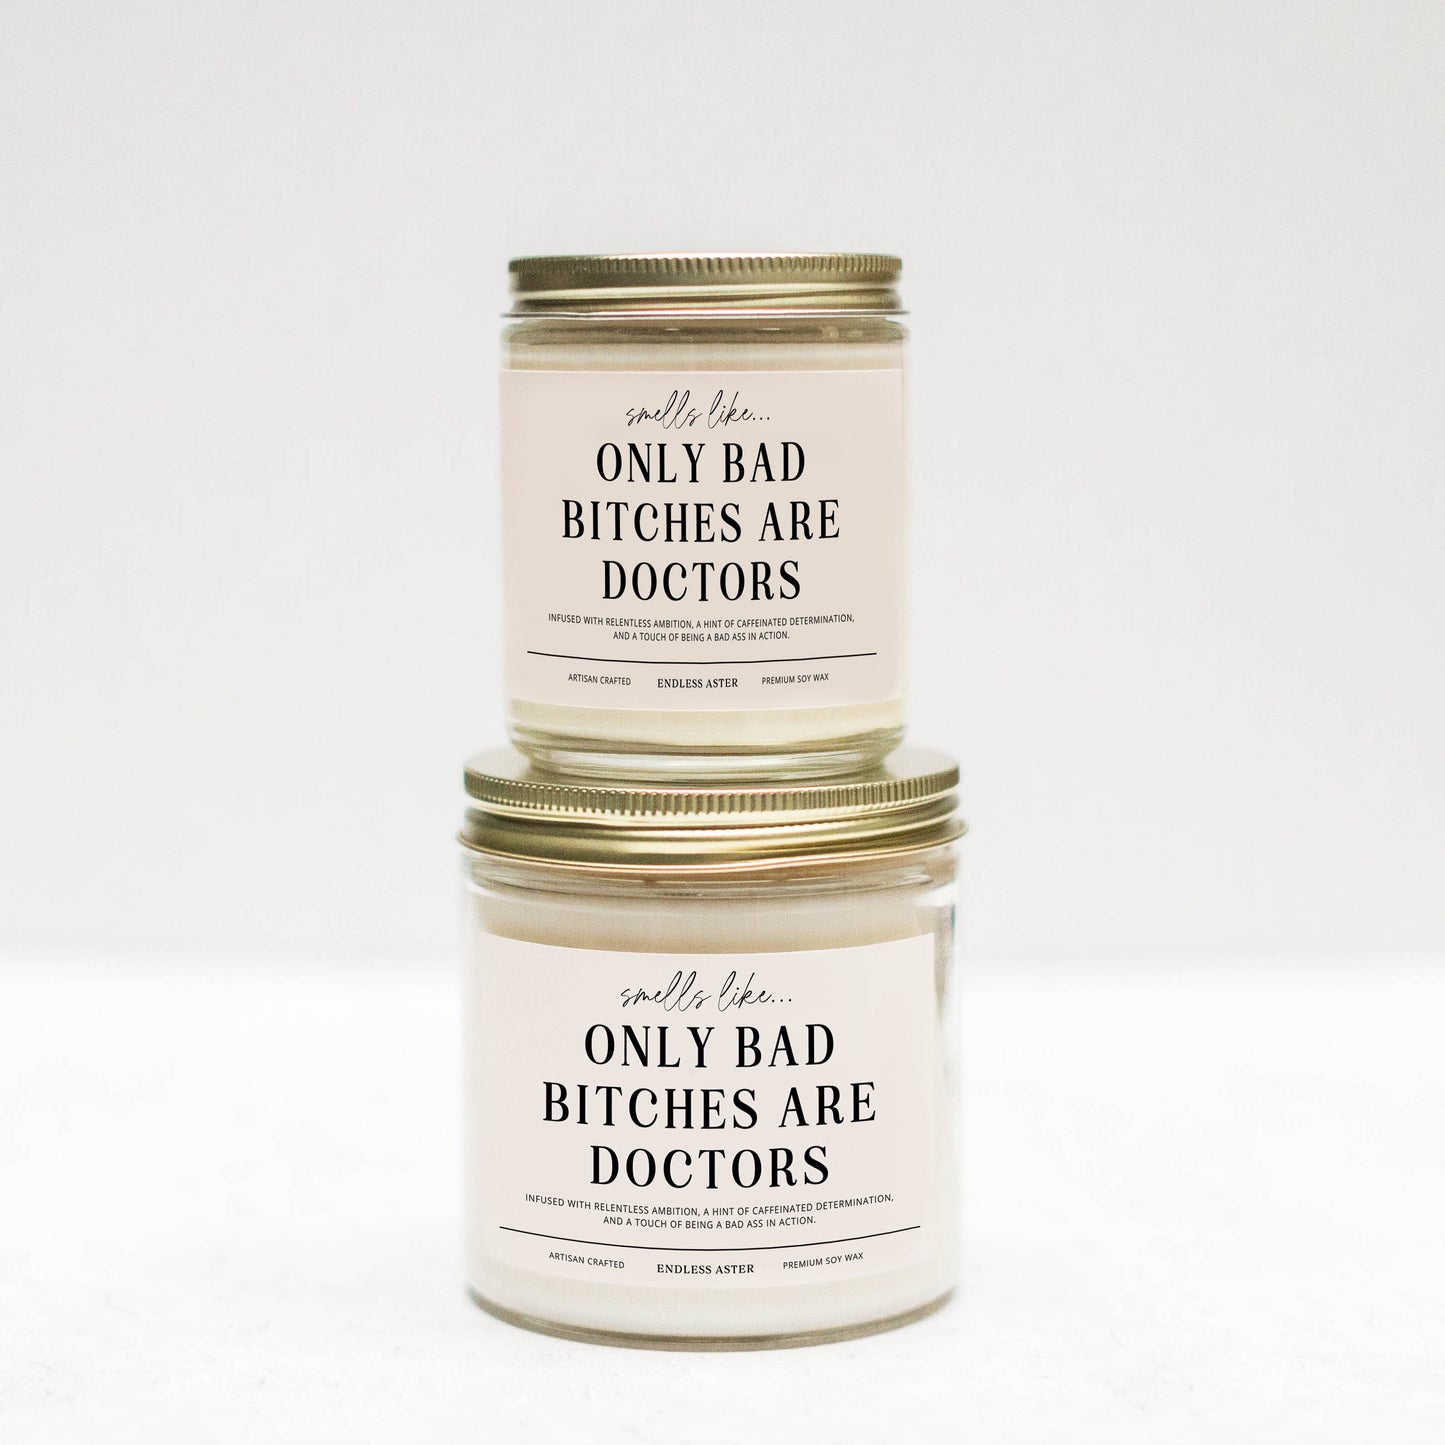 smells like...
ONLY BAD
BITCHES ARE
DOCTORS
INFUSED WITH RELENTLESS AMBITION, A HINT OF CAFFEINATED DETERMINATION,
AND A TOUCH OF BEING A BAD ASS IN ACTION.
ARTISAN CRAFTED ENDLESS ASTER PREMIUM SOY WAX
smells like...
ONLY BAD
BITCHES ARE
DOCTORS
INFUSED WITH RELENTLESS AMBITION, A HINT OF CAFFEINATED DETERMINATION,
AND A TOUCH OF BEING A BAD ASS IN ACTION.
ARTISAN CRAFTED ENDLESS ASTER PREMIUM SOY WAX